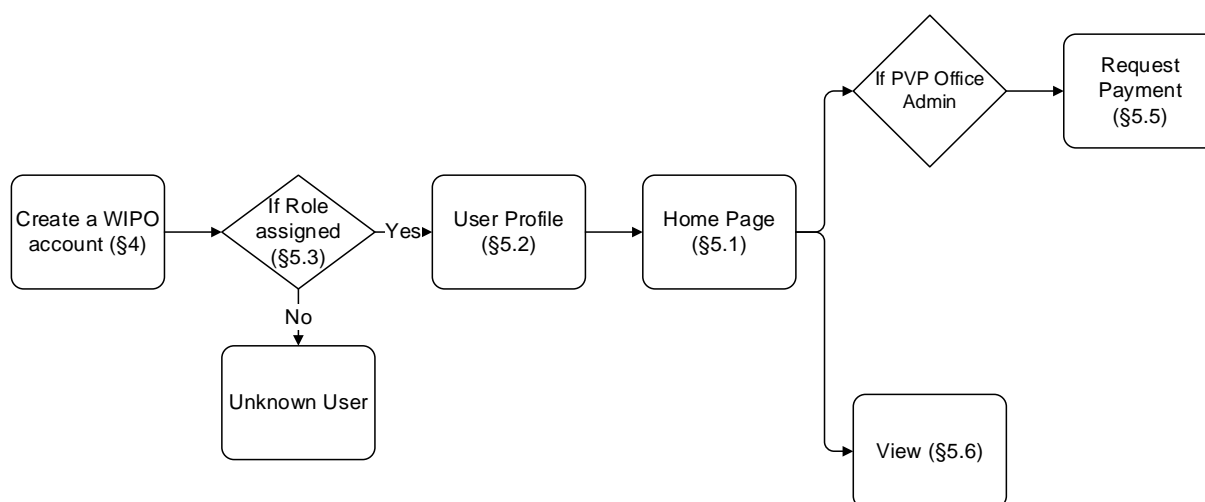 If PVP Office
Admin
Request
Payment
(§5.5)
Create a WIPO
account (§4)
If Role
assigned
(§5.3)
Yes
User Profile
(§5.2)
Home Page
(§5.1)
No
Unknown User
View (§5.6)